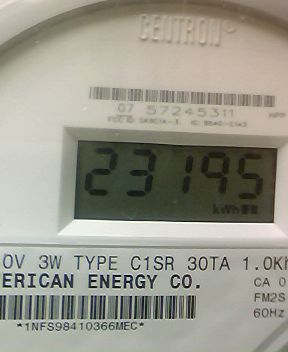 CENTRON
07 57245311
23195
kWh
0V 3W TYPE C1SR 30TA 1.0Kh
ERICAN ENERGY CO.
CA 0
FM2S
60Hz
*1NFS98410366MEC*